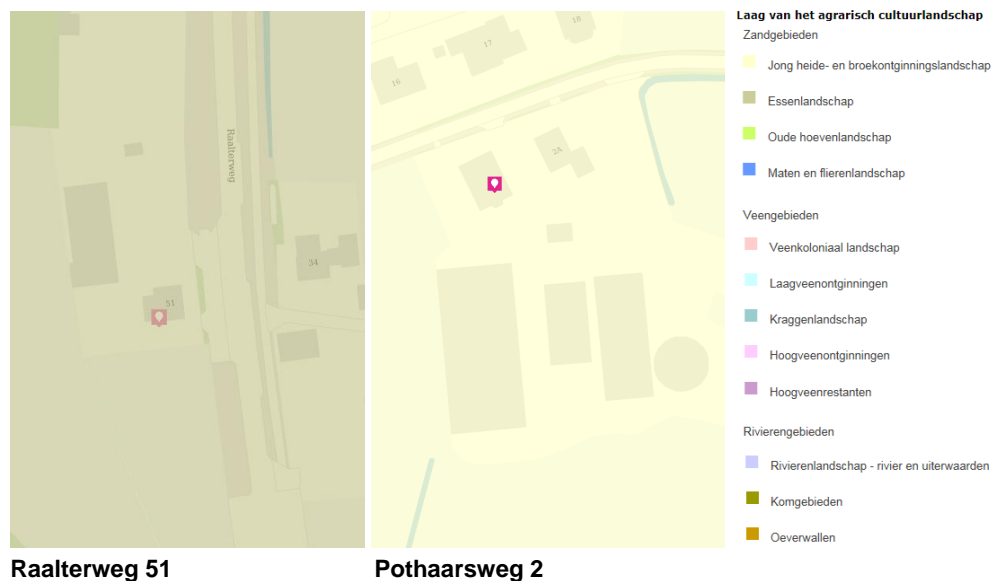 Raalterweg
51
34
Raalterweg 51
16
17
18
2A
Pothaarsweg 2
Laag van het agrarisch cultuurlandschap
Zandgebieden
Jong heide- en broekontginningslandschap
Essenlandschap
Oude hoevenlandschap
Maten en flierenlandschap
Veengebieden
Veenkoloniaal landschap
Laagveenontginningen
Kraggenlandschap
Hoogveenontginningen
Hoogveenrestanten
Rivierengebieden
Rivierenlandschap - rivier en uiterwaarden
Komgebieden
Oeverwallen